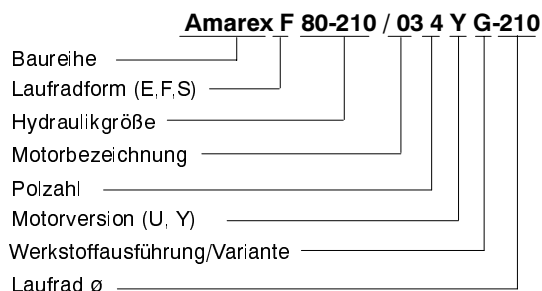 Amarex F 80-210 / 03 4 Y G-210
Baureihe
Laufradform (E,F,S)
Hydraulikgröße
Motorbezeichnung
Polzahl
Motorversion (U, Y)
Werkstoffausführung/Variante
Laufrad ø